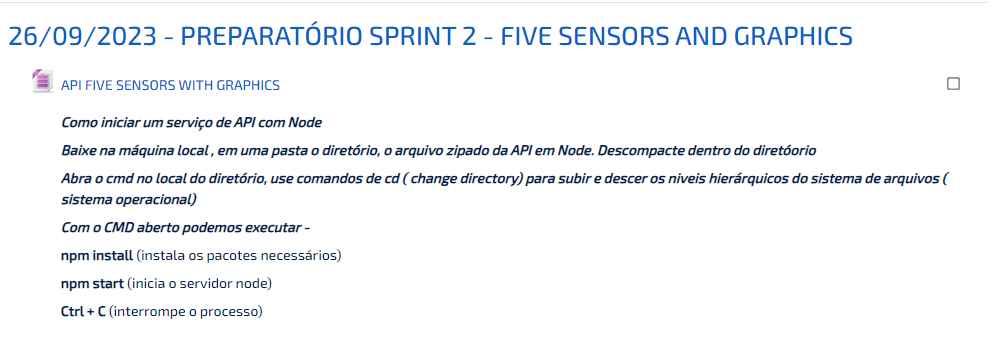 26/09/2023 - PREPARATÓRIO SPRINT 2 - FIVE SENSORS AND GRAPHICS
API FIVE SENSORS WITH GRAPHICS
Como iniciar um serviço de API com Node
Baixe na máquina local , em uma pasta o diretório, o arquivo zipado da API em Node. Descompacte dentro do diretóorio
Abra o cmd no local do diretório, use comandos de cd ( change directory) para subir e descer os niveis hierárquicos do sistema de arquivos (
sistema operacional)
Com o CMD aberto podemos executar -
npm install (instala os pacotes necessários)
npm start (inicia o servidor node)
Ctrl + C (interrompe o processo)